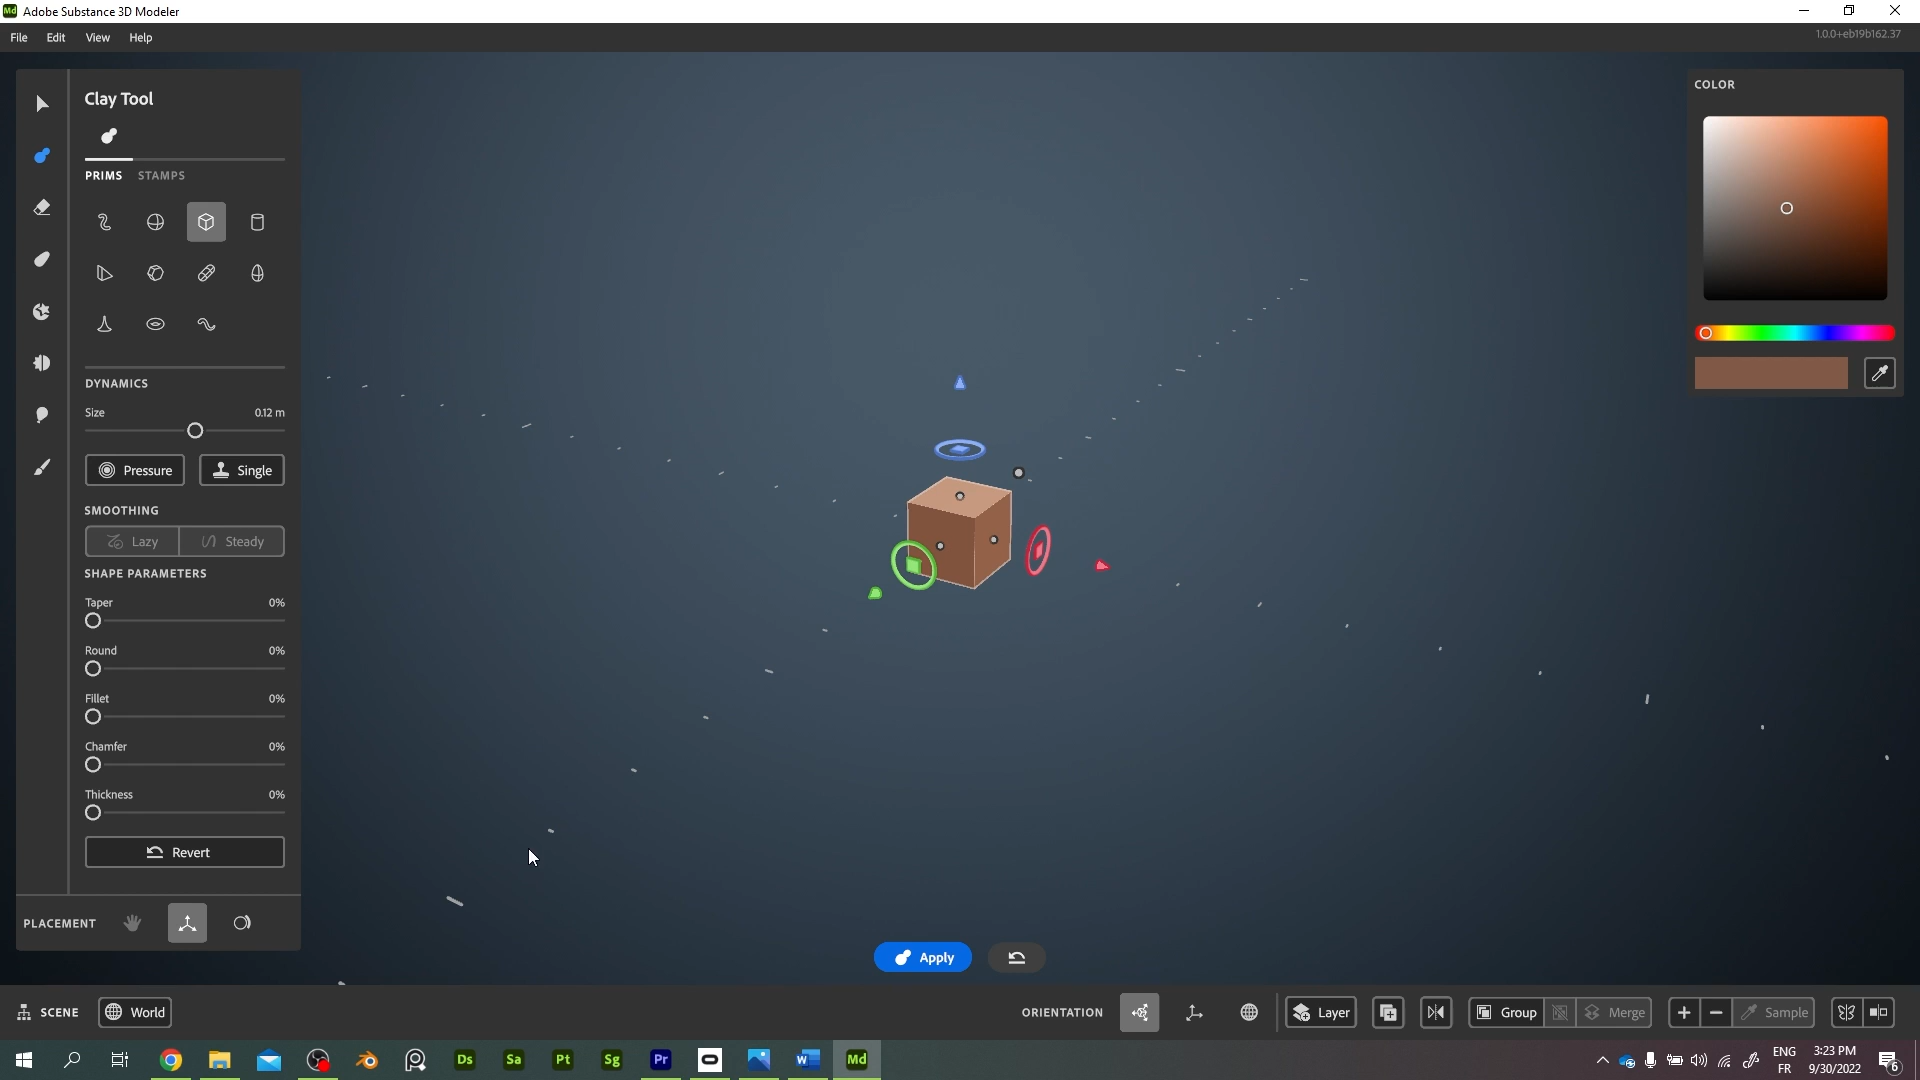 Md Adobe Substance 3D Modeler
File Edit View Help
1.0.0+eb19b162.37
Clay Tool
PRIMS STAMPS
DYNAMICS
Size 0.12 m
Pressure Single
SMOOTHING
Lazy Steady
SHAPE PARAMETERS
Taper 0%
Round 0%
Fillet 0%
Chamfer 0%
Thickness 0%
Revert
PLACEMENT
COLOR
Apply
SCENE World
ORIENTATION Layer Group Merge Sample
Ds Sa Pt Sg Pr W Md
ENG
FR
3:23 PM
9/30/2022
6